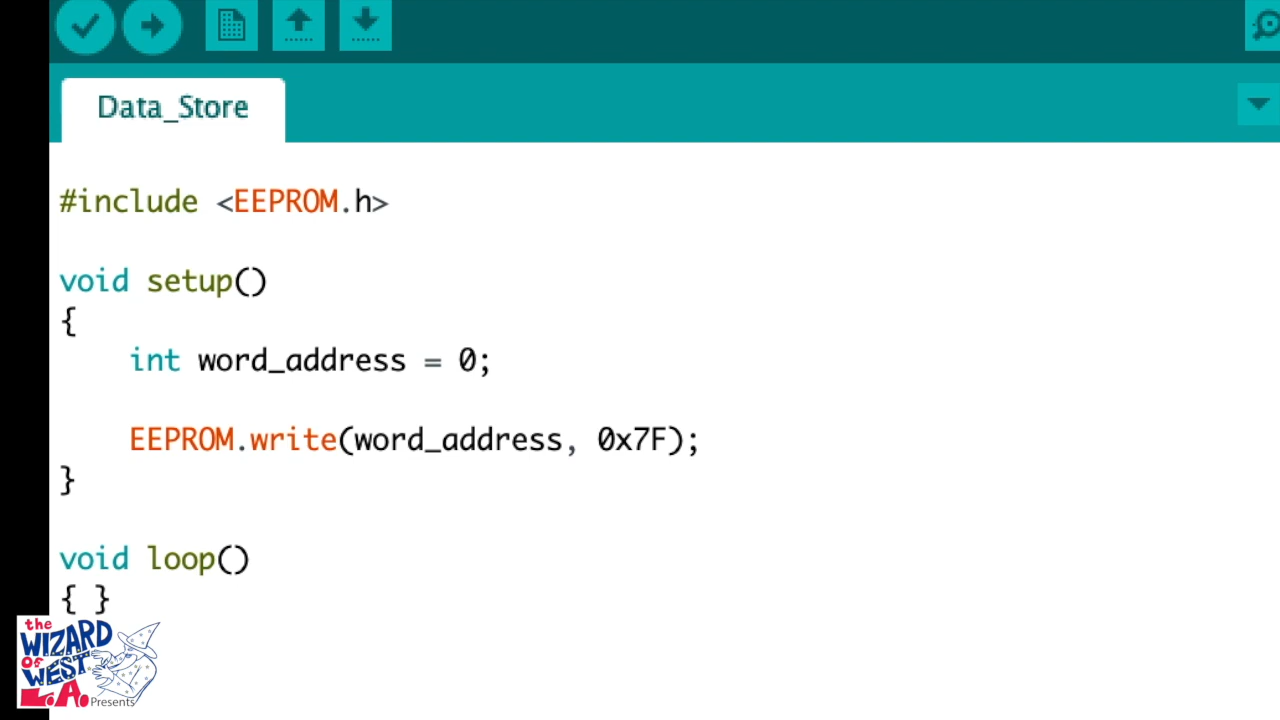 Data_Store
#include <EEPROM.h>
void setup()
{
int word_address = 0;
EEPROM.write(word_address, 0x7F);
}
void loop()
{ }
the
WIZARD
OF
WEST
L.A.
Presents